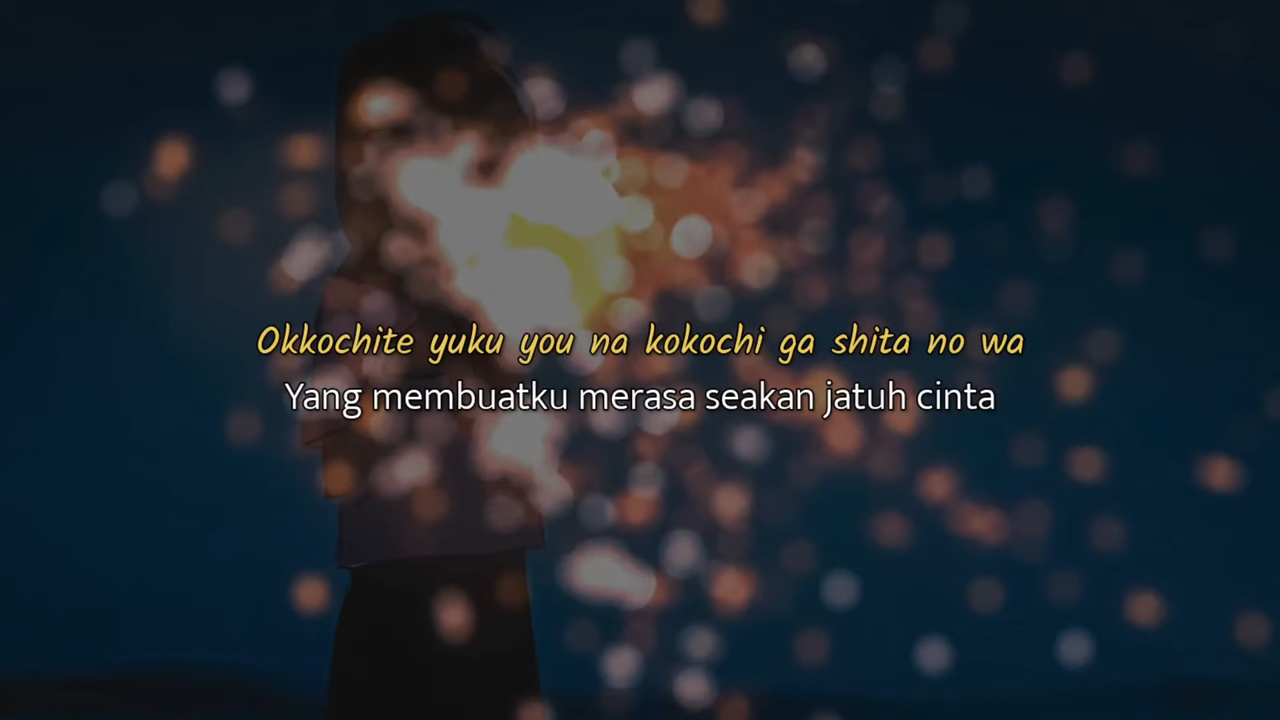 Okkochite yuku you na kokochi ga shita no wa
Yang membuatku merasa seakan jatuh cinta